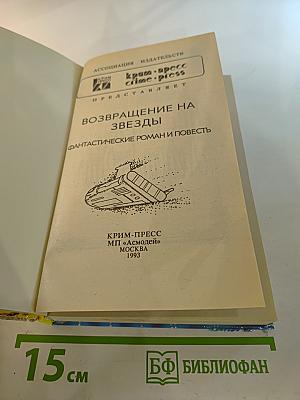 АССОЦИАЦИЯ ИЗДАТЕЛЬСТВ
крим·пресс
crime·press
ПРЕДСТАВЛЯЕТ
ВОЗВРАЩЕНИЕ НА
ЗВЕЗДЫ
ФАНТАСТИЧЕСКИЕ РОМАН И ПОВЕСТЬ
КРИМ-ПРЕСС
МП «Асмодей»
МОСКВА
1993
15 см
БФ БИБЛИОФАН